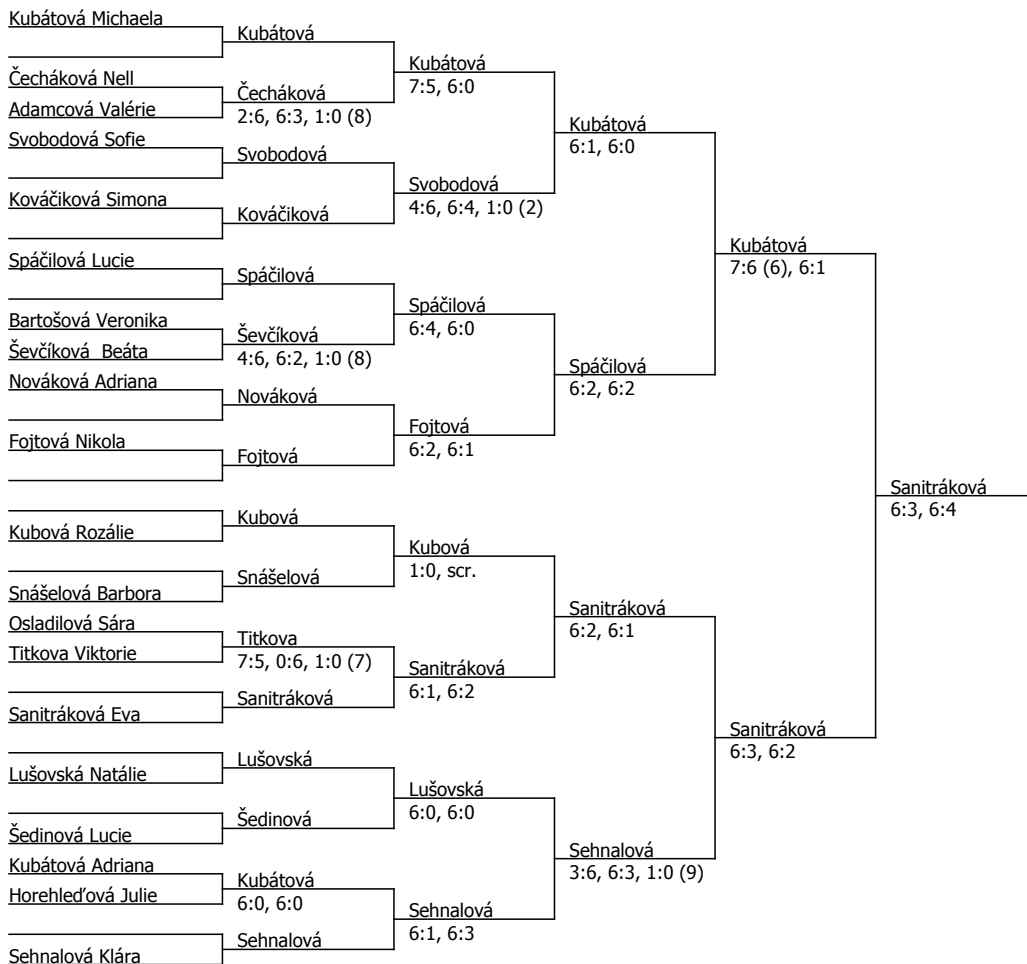 Kubátová Michaela
Čecháková Nell
Adamcová Valérie
Svobodová Sofie
Kováčiková Simona
Spáčilová Lucie
Bartošová Veronika
Ševčíková  Beáta
Nováková Adriana
Fojtová Nikola
Kubová Rozálie
Snášelová Barbora
Osladilová Sára
Titkova Viktorie
Sanitráková Eva
Lušovská Natálie
Šedinová Lucie
Kubátová Adriana
Horehleďová Julie
Sehnalová Klára
Kubátová
Čecháková
2:6, 6:3, 1:0 (8)
Svobodová
Kováčiková
Spáčilová
Ševčíková
4:6, 6:2, 1:0 (8)
Nováková
Fojtová
Kubová
Snášelová
Titkova
7:5, 0:6, 1:0 (7)
Sanitráková
Lušovská
Šedinová
Kubátová
6:0, 6:0
Sehnalová
Kubátová
7:5, 6:0
Svobodová
4:6, 6:4, 1:0 (2)
Spáčilová
6:4, 6:0
Fojtová
6:2, 6:1
Kubová
1:0, scr.
Sanitráková
6:1, 6:2
Lušovská
6:0, 6:0
Sehnalová
6:1, 6:3
Kubátová
6:1, 6:0
Spáčilová
6:2, 6:2
Sanitráková
6:2, 6:1
Sehnalová
3:6, 6:3, 1:0 (9)
Kubátová
7:6 (6), 6:1
Sanitráková
6:3, 6:2
Sanitráková
6:3, 6:4